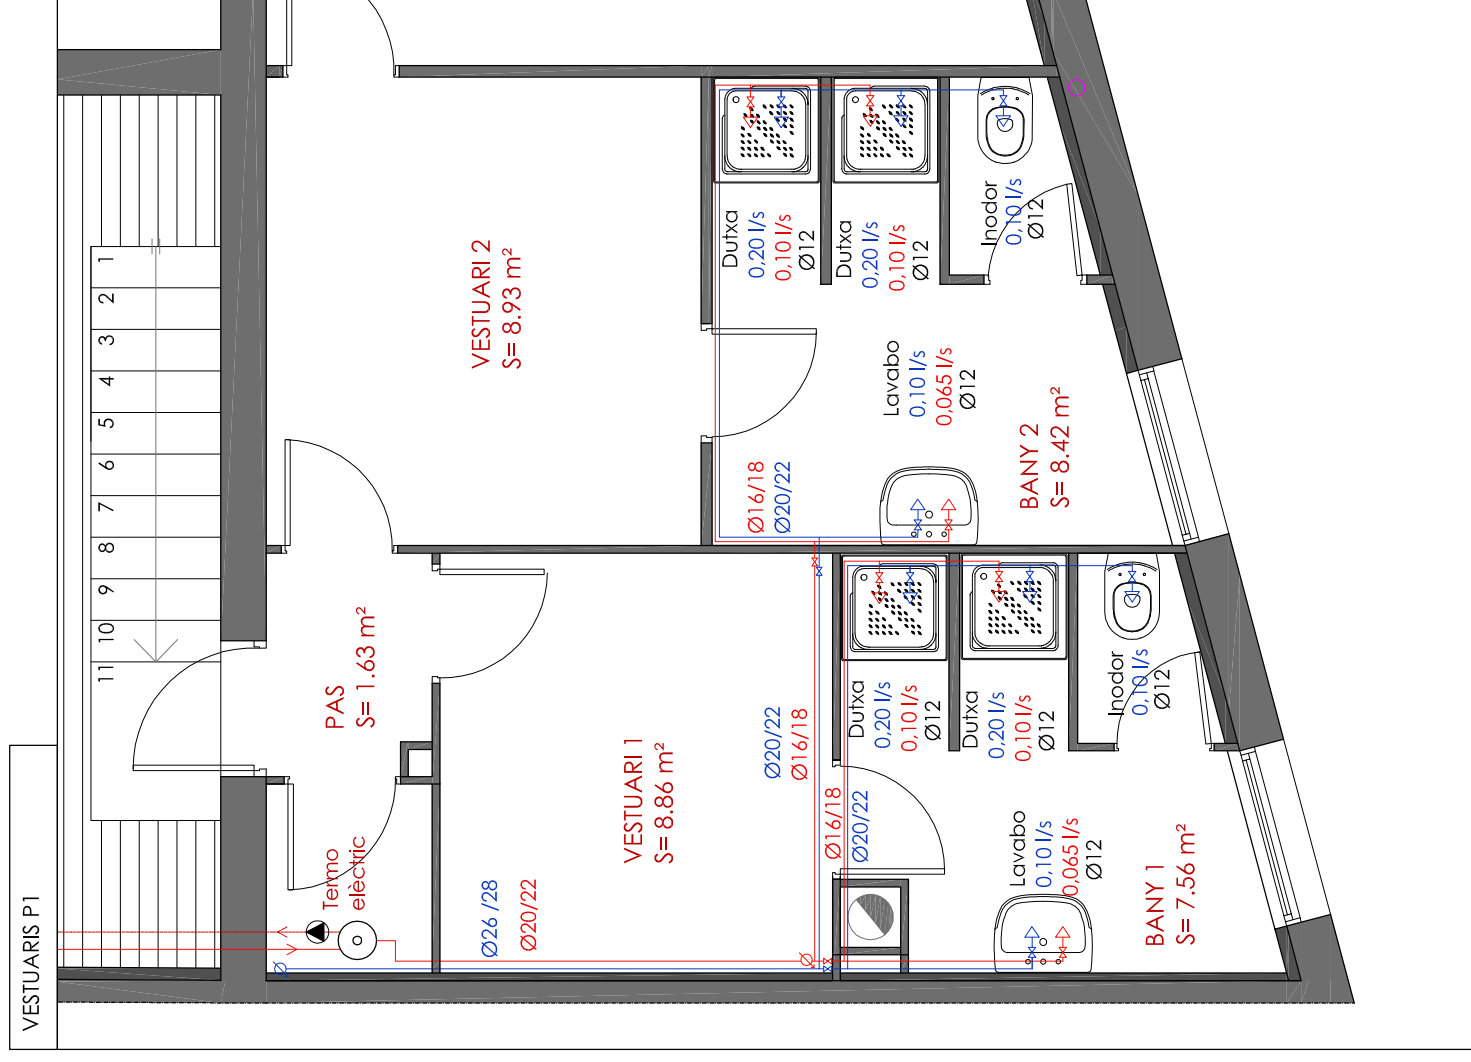 1
2
3
4
5
6
7
8
9
10
11
VESTUARI 2
S= 8.93 m²
Dutxa
0,20 l/s
0,10 l/s
Ø12
Dutxa
0,20 l/s
0,10 l/s
Ø12
Inodor
0,10 l/s
Ø12
Lavabo
0,10 l/s
0,065 l/s
Ø12
BANY 2
S= 8.42 m²
Ø16/18
Ø20/22
PAS
S= 1.63 m²
VESTUARI 1
S= 8.86 m²
Ø20/22
Ø16/18
Ø16/18
Ø20/22
Dutxa
0,20 l/s
0,10 l/s
Ø12
Dutxa
0,20 l/s
0,10 l/s
Ø12
Inodor
0,10 l/s
Ø12
Lavabo
0,10 l/s
0,065 l/s
Ø12
BANY 1
S= 7.56 m²
Termo
elèctric
Ø26 /28
Ø20/22
VESTUARIS P1